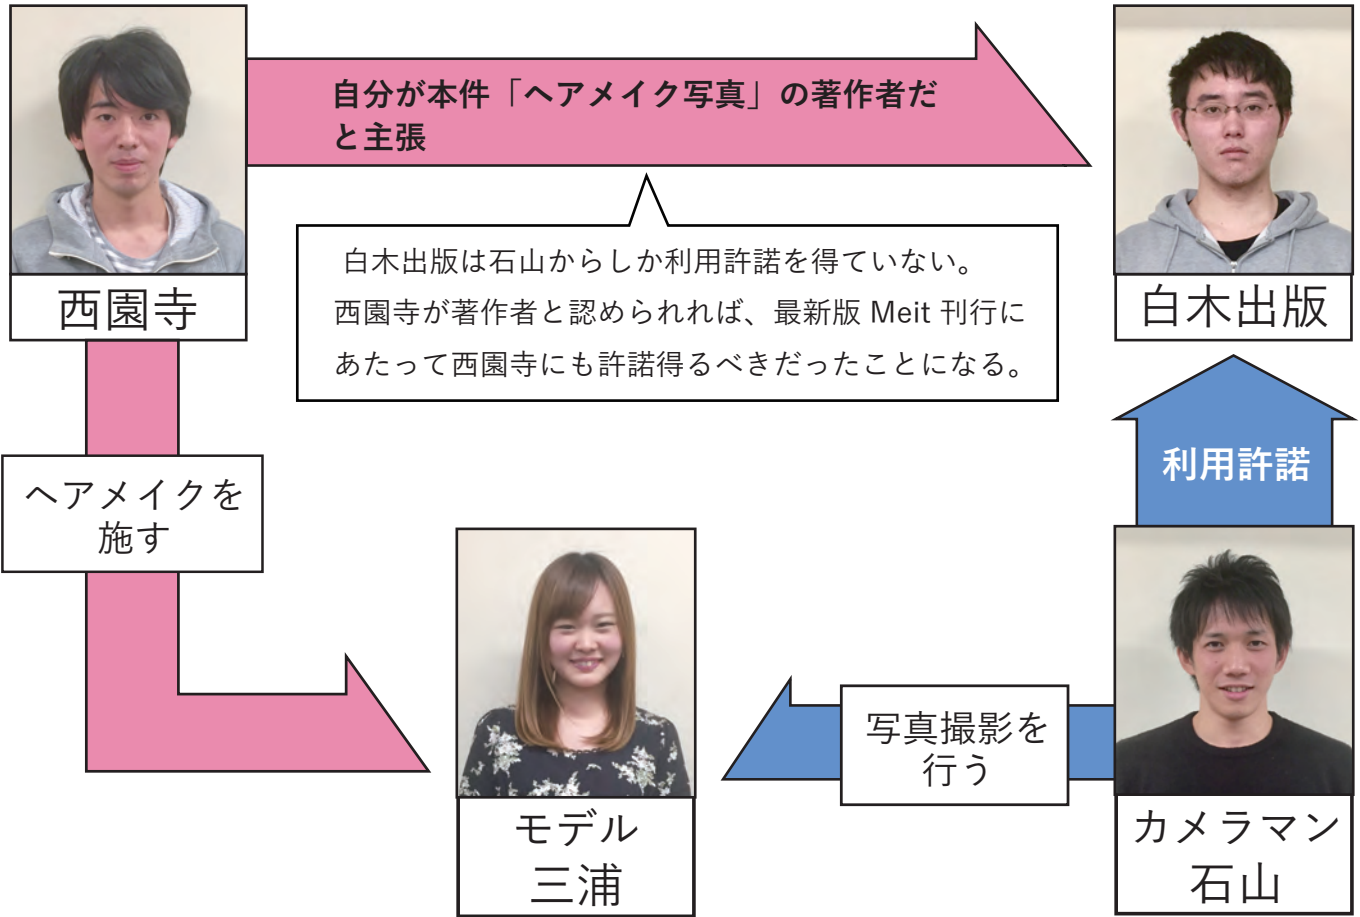 自分が本件「ヘアメイク写真」の著作者だ
と主張
西園寺
白木出版は石山からしか利用許諾を得ていない。
西園寺が著作者と認められれば、最新版 Meit 刊行に
あたって西園寺にも許諾得るべきだったことになる。
白木出版
利用許諾
ヘアメイクを
施す
写真撮影を
行う
モデル
三浦
カメラマン
石山